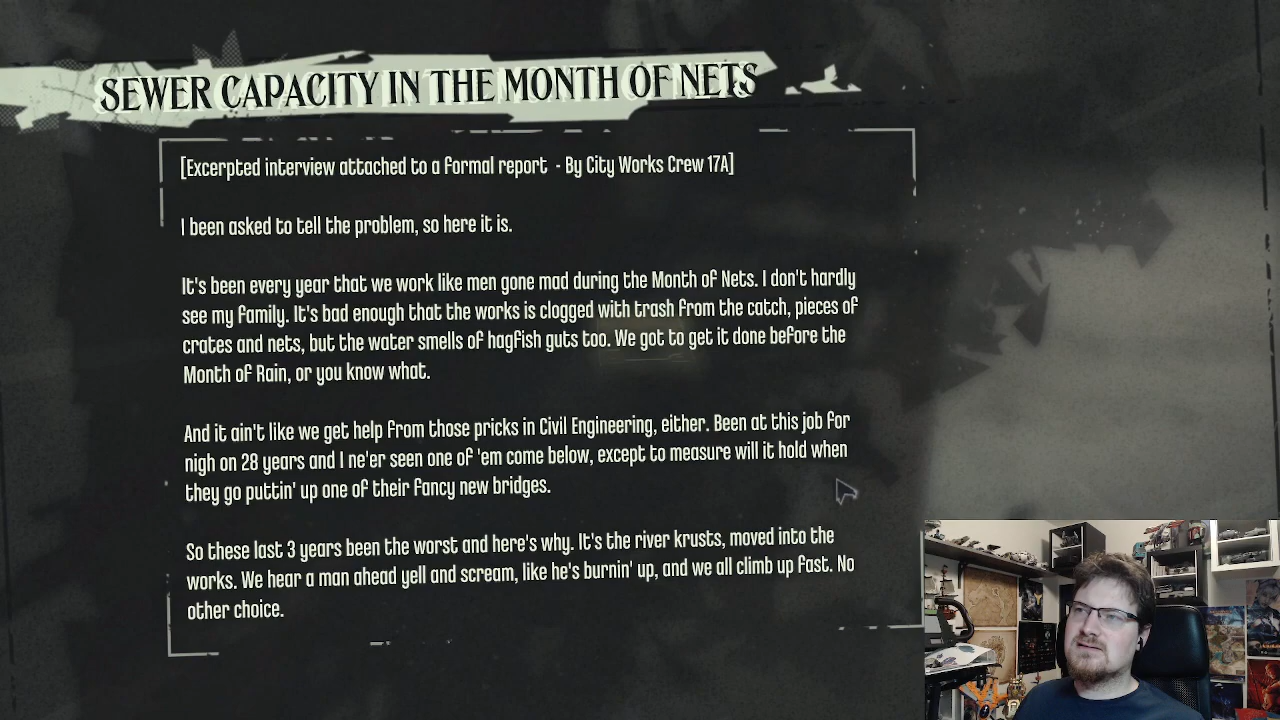 SEWER CAPACITY IN THE MONTH OF NETS
[Excerpted interview attached to a formal report - By City Works Crew 17A]
I been asked to tell the problem, so here it is.
It's been every year that we work like men gone mad during the Month of Nets. I don't hardly
see my family. It's bad enough that the works is clogged with trash from the catch, pieces of
crates and nets, but the water smells of hagfish guts too. We got to get it done before the
Month of Rain, or you know what.
And it ain't like we get help from those pricks in Civil Engineering, either. Been at this job for
nigh on 28 years and I ne'er seen one of 'em come below, except to measure will it hold when
they go puttin' up one of their fancy new bridges.
So these last 3 years been the worst and here's why. It's the river krusts, moved into the
works. We hear a man ahead yell and scream, like he's burnin' up, and we all climb up fast. No
other choice.